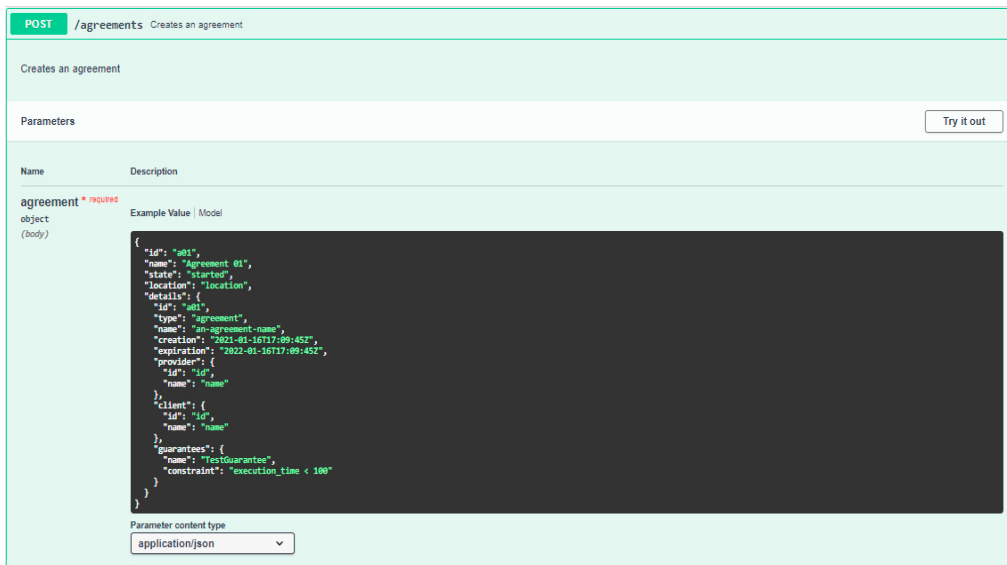 POST /agreements Creates an agreement
Creates an agreement
Parameters Try it out
Name Description
agreement * required
object
(body)
Example Value | Model
{
  "id": "a01",
  "name": "Agreement 01",
  "state": "started",
  "location": "location",
  "details": {
    "id": "a01",
    "type": "agreement",
    "name": "an-agreement-name",
    "creation": "2021-01-16T17:09:45Z",
    "expiration": "2022-01-16T17:09:45Z",
    "provider": {
      "id": "id",
      "name": "name"
    },
    "client": {
      "id": "id",
      "name": "name"
    },
    "guarantees": {
      "name": "TestGuarantee",
      "constraint": "execution_time < 100"
    }
  }
}
Parameter content type
application/json